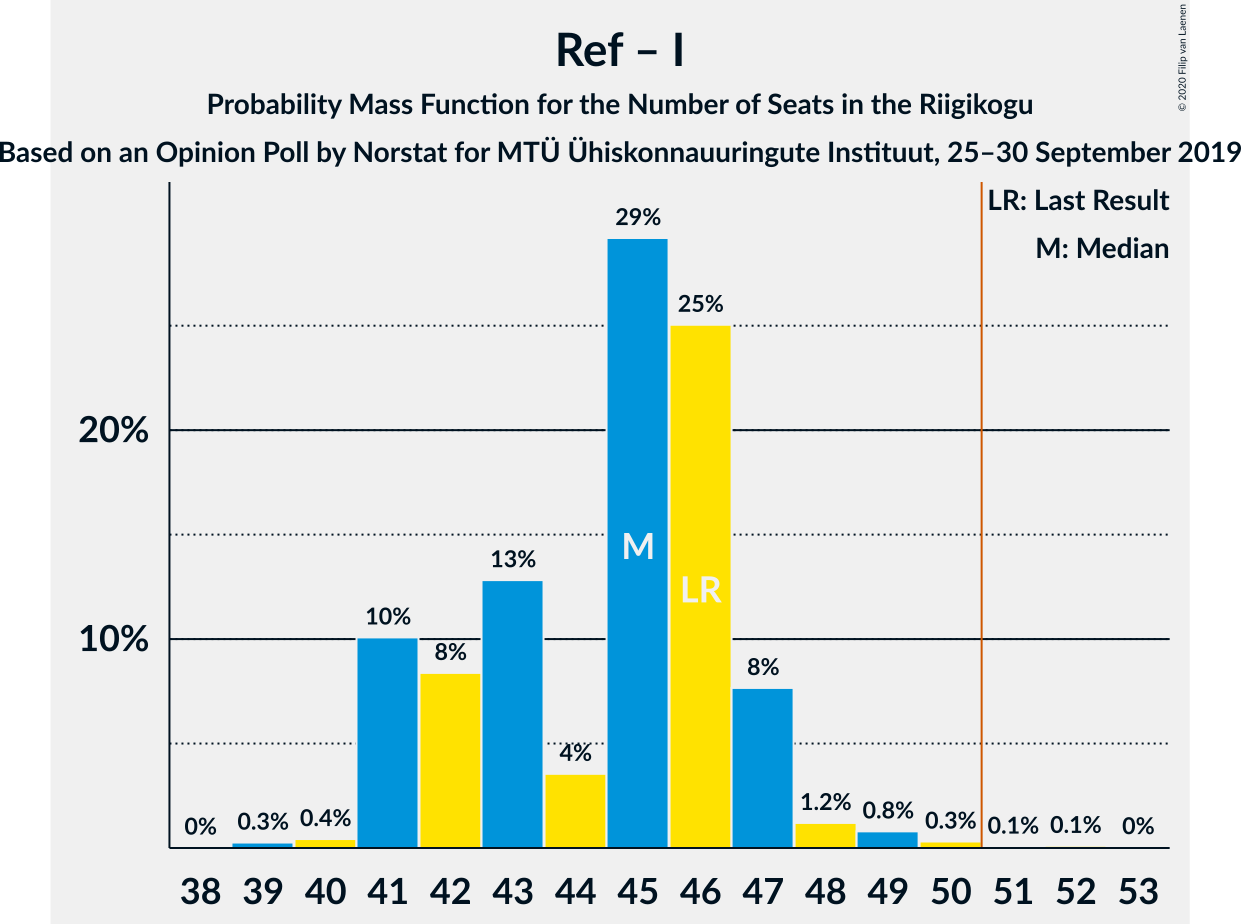 Ref – I
Probability Mass Function for the Number of Seats in the Riigikogu
Based on an Opinion Poll by Norstat for MTÜ Ühiskonnauuringute Instituut, 25–30 September 2019
© 2020 Filip van Laenen
LR: Last Result
M: Median
29%
25%
20%
M
13%
LR
10%
10%
8%
8%
4%
0% 0.3% 0.4% 1.2% 0.8% 0.3% 0.1% 0.1% 0%
38 39 40 41 42 43 44 45 46 47 48 49 50 51 52 53